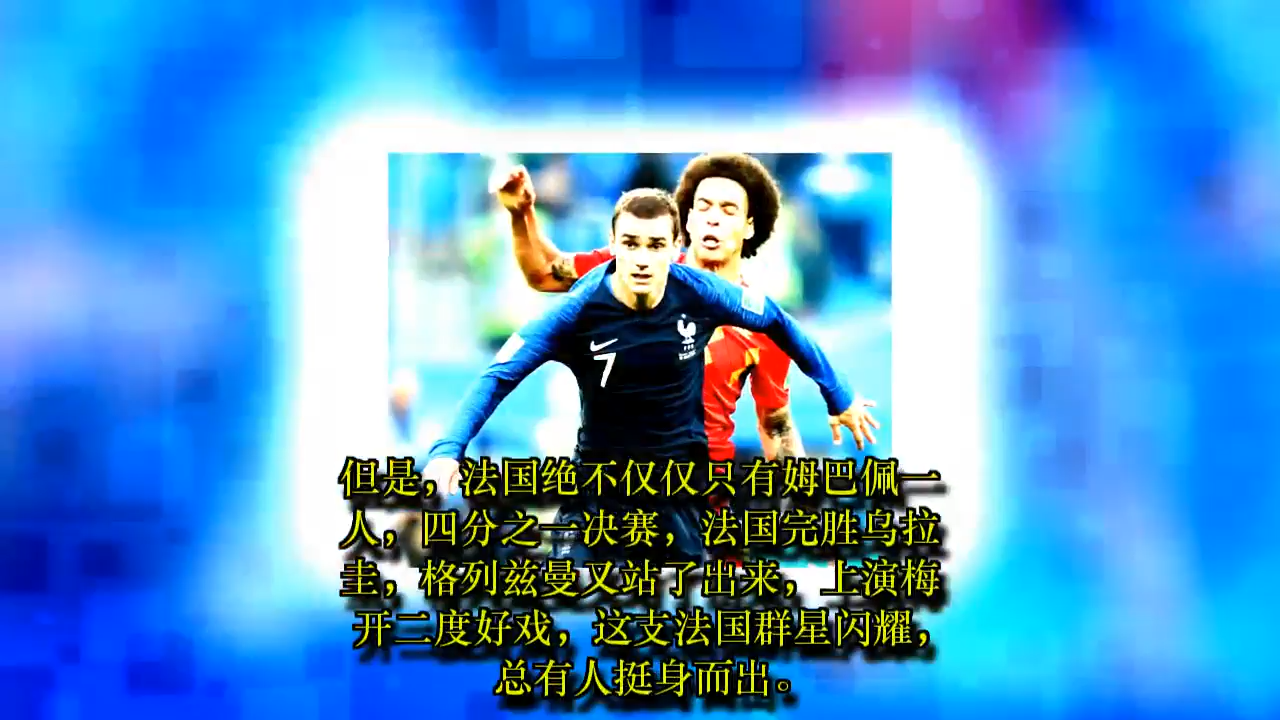 7
但是，法国绝不仅仅只有姆巴佩一
人，四分之一决赛，法国完胜乌拉
圭，格列兹曼又站了出来，上演梅
开二度好戏，这支法国群星闪耀，
总有人挺身而出。